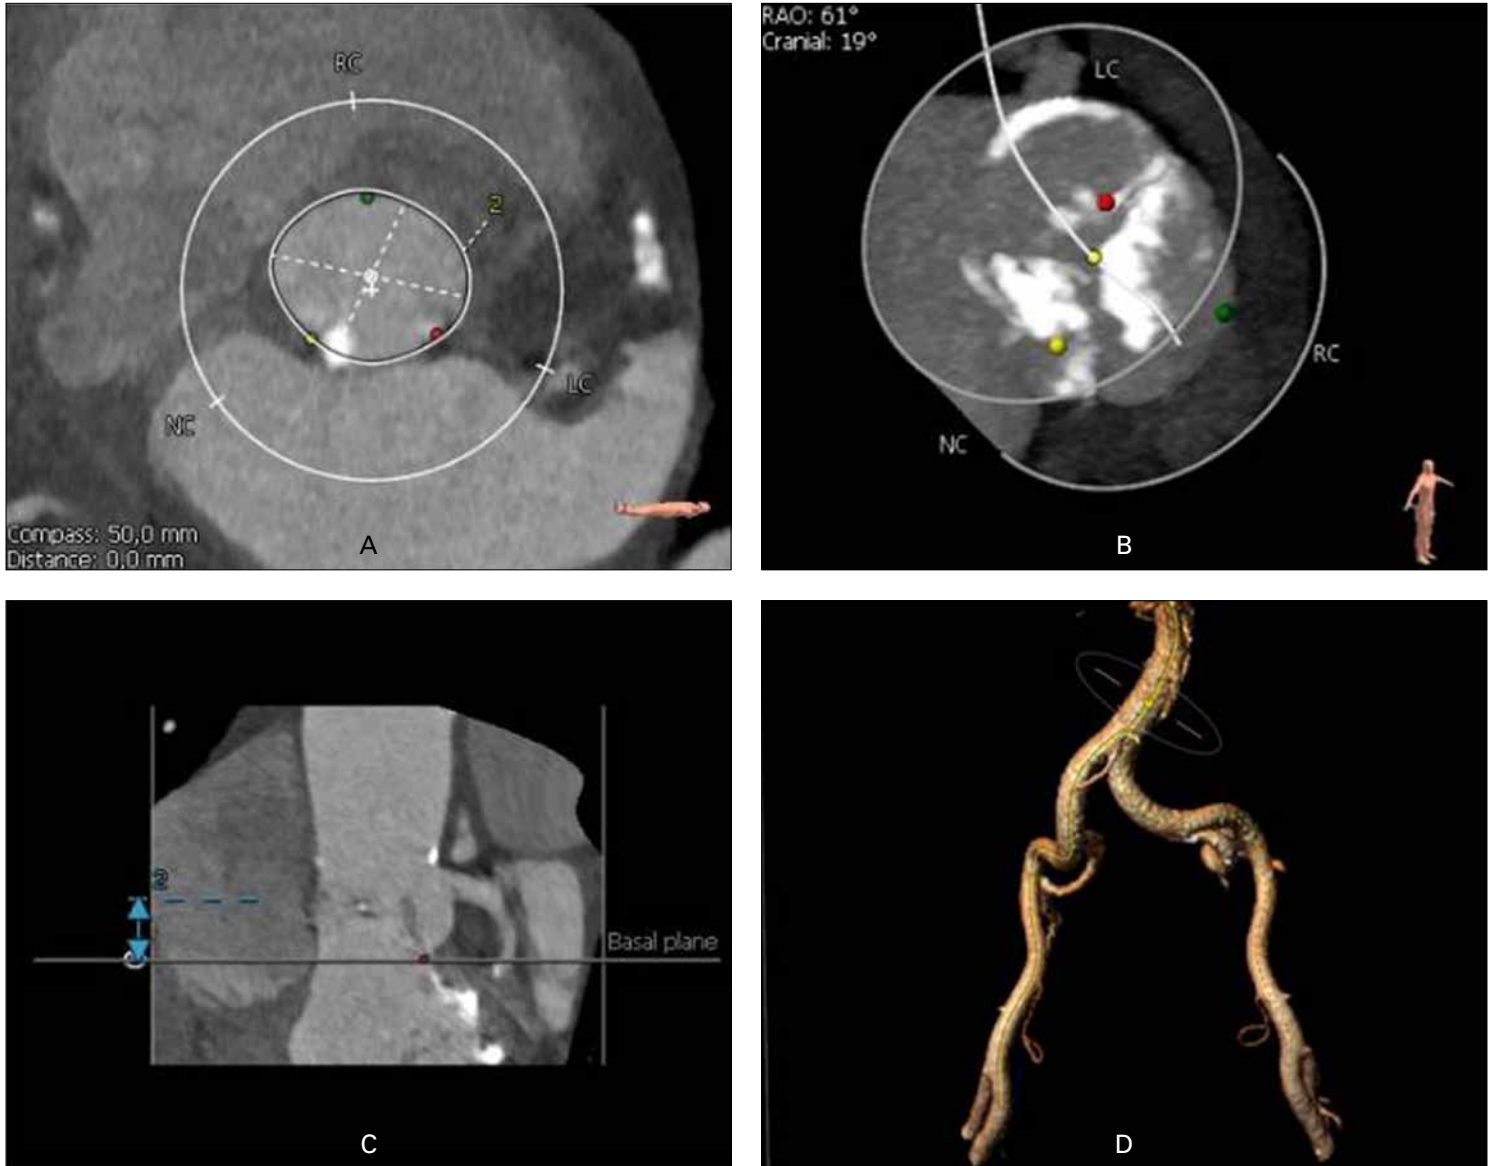 RC
2
LC
NC
Compass: 50,0 mm
Distance: 0,0 mm
A
RAO: 61°
Cranial: 19°
LC
RC
NC
B
2
Basal plane
C
D